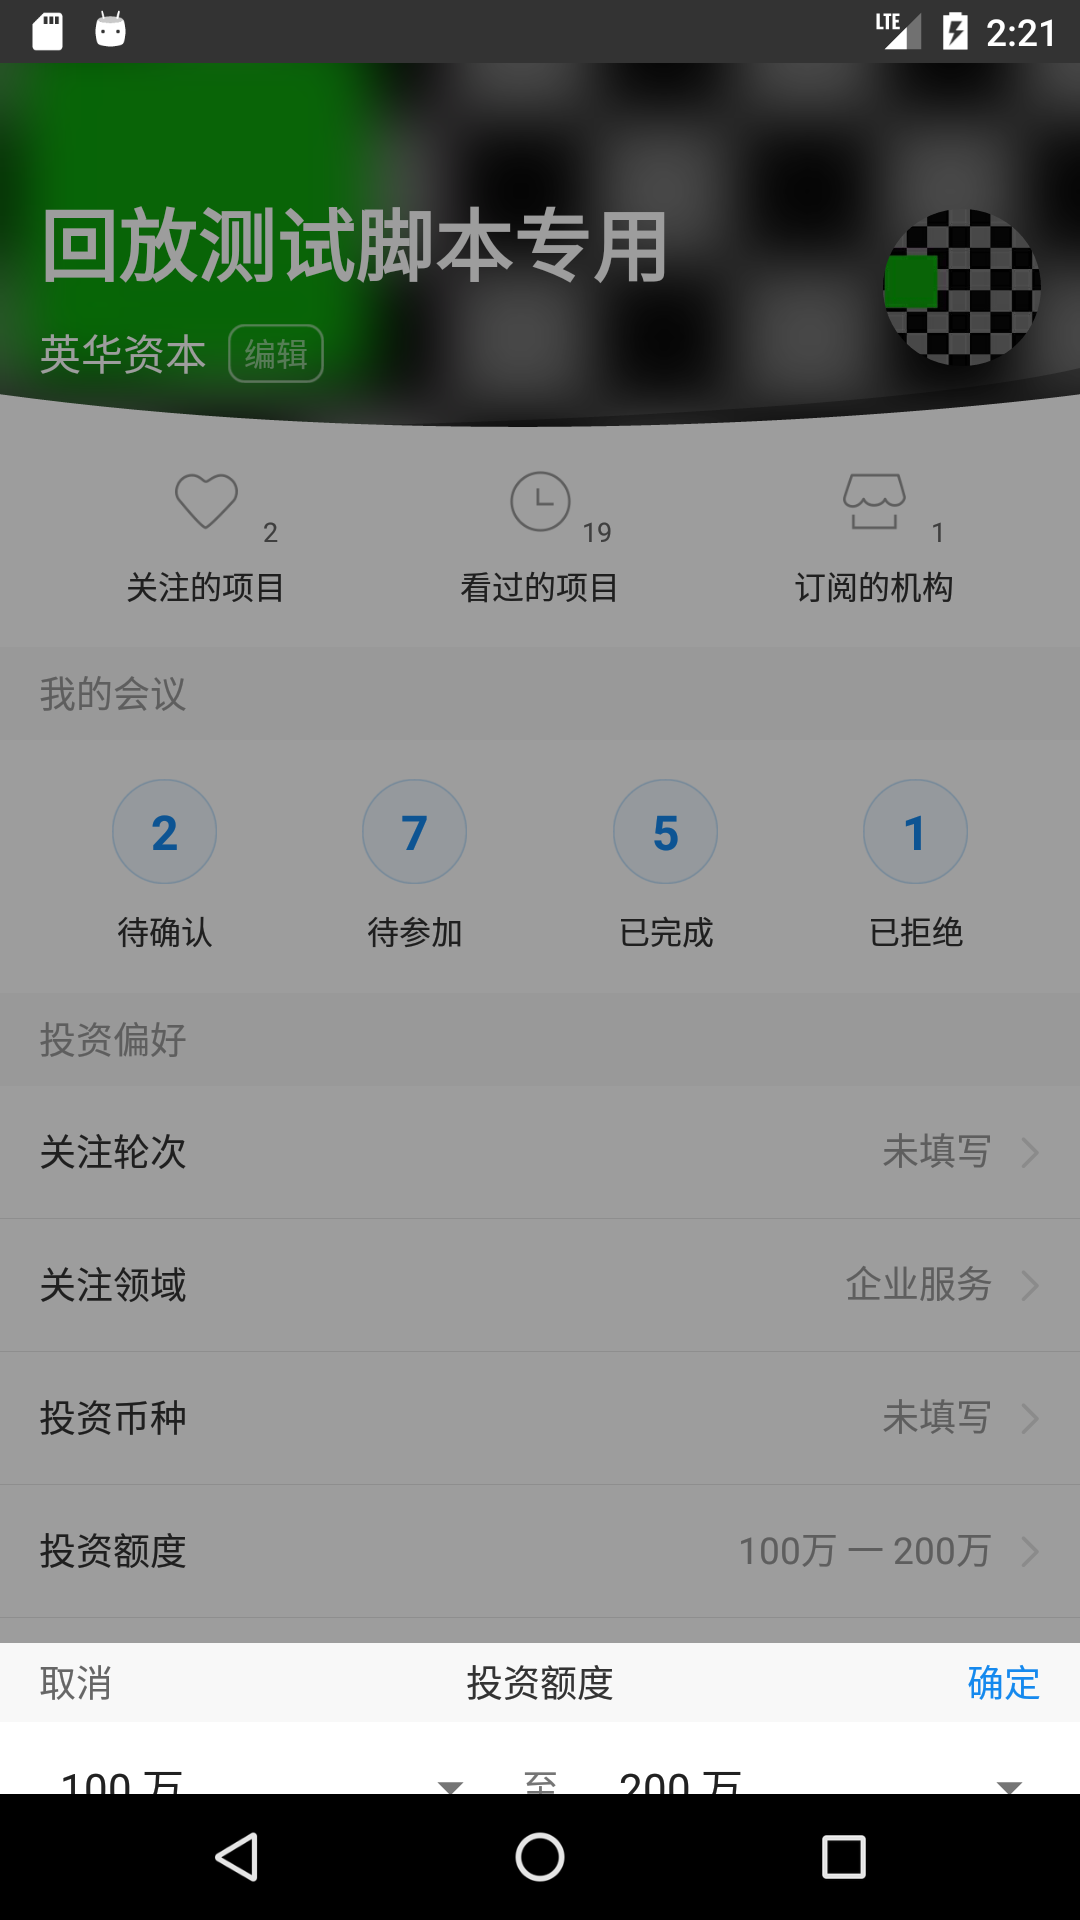 LTE 2:21
回放测试脚本专用
英华资本 编辑
2 19 1
关注的项目 看过的项目 订阅的机构
我的会议
2 7 5 1
待确认 待参加 已完成 已拒绝
投资偏好
关注轮次 未填写
关注领域 企业服务
投资币种 未填写
投资额度 100万 一 200万
取消 投资额度 确定
100 万 至 200 万